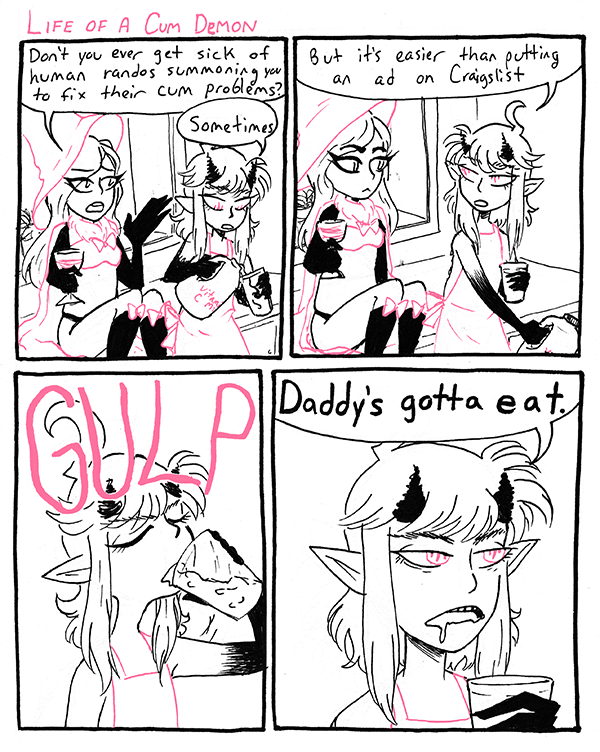 LIFE OF A CUM DEMON
Don't you ever get sick of
human randos summoning you
to fix their cum problems?
Sometimes
But it's easier than putting
an ad on Craigslist
GULP
Daddy's gotta eat.